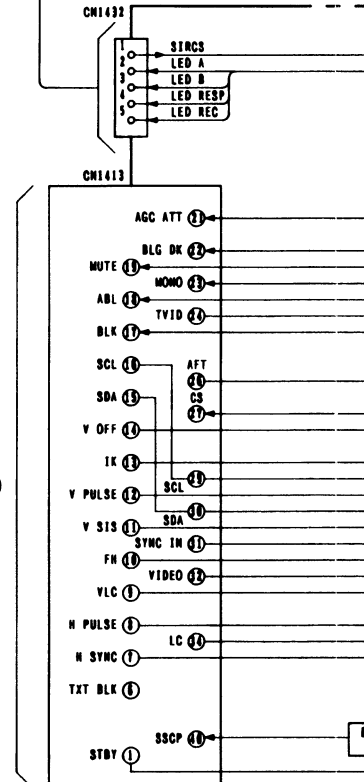 CN1432
1 SIRCS
2 LED A
3 LED B
4 LED RESP
5 LED REC
CN1413
AGC ATT 21
BLG DK 22
MUTE 19
MONO 23
ABL 18
TVID 24
BLK 17
SCL 16
AFT 26
SDA 15
CS 27
V OFF 14
IK 13
29
SCL
V PULSE 12
30
SDA
V SIS 11
SYNC IN 31
FH 10
VIDEO 32
VLC 9
H PULSE 8
LC 34
H SYNC 7
TXT BLK 6
SSCP 40
STBY 1